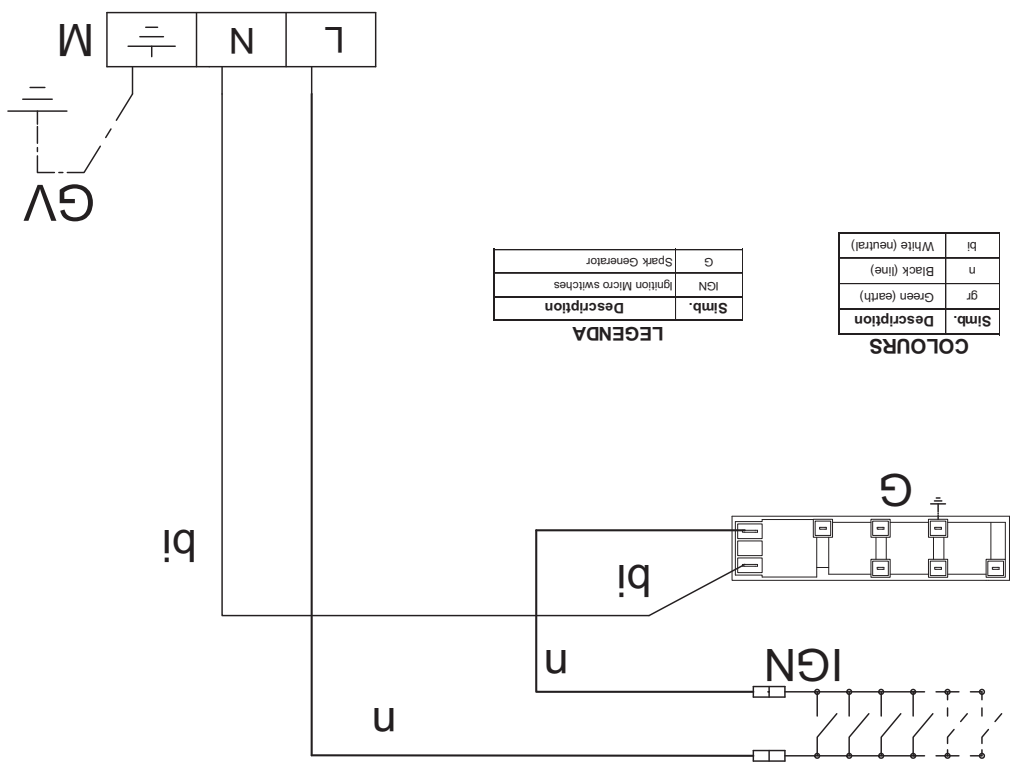 n
IGN
n
bi
bi
G
COLOURS
Simb. Description
gr Green (earth)
n Black (line)
bi White (neutral)
LEGENDA
Simb. Description
IGN Ignition Micro switches
G Spark Generator
GV
L N M